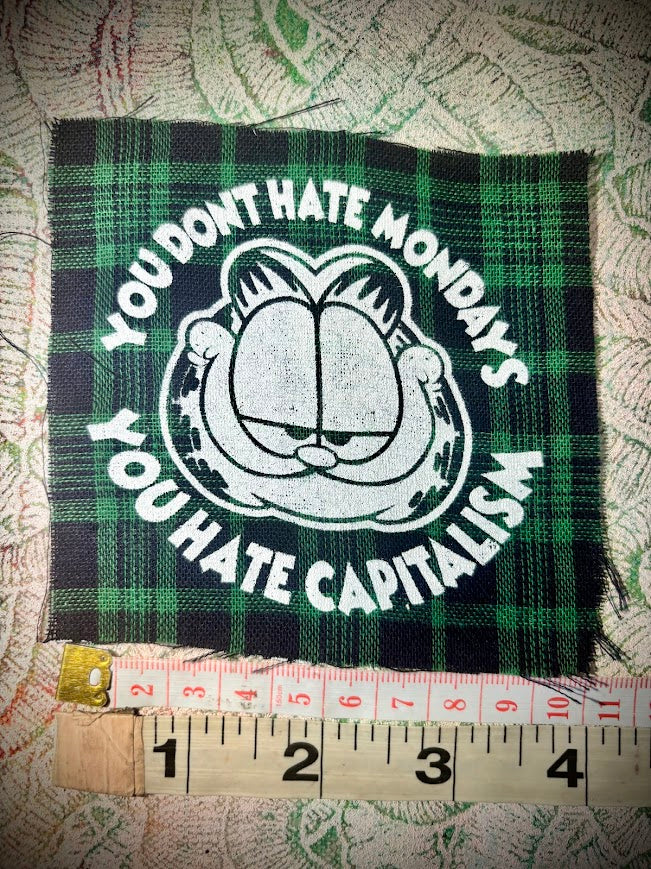 YOU DONT HATE MONDAYS
YOU HATE CAPITALISM
2 3 4 5 6 7 8 9 10 11
1 2 3 4